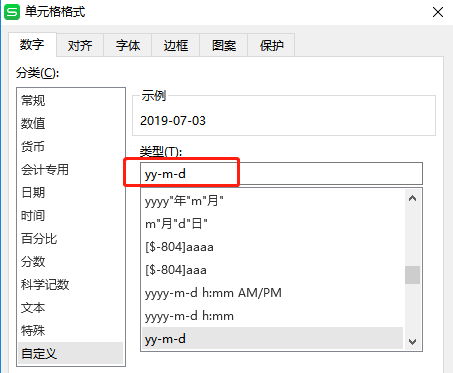 S 单元格格式
数字 对齐 字体 边框 图案 保护
分类(C):
常规
数值
货币
会计专用
日期
时间
百分比
分数
科学记数
文本
特殊
自定义
示例
2019-07-03
类型(T):
yy-m-d
yyyy"年"m"月"
m"月"d"日"
[$-804]aaaa
[$-804]aaa
yyyy-m-d h:mm AM/PM
yyyy-m-d h:mm
yy-m-d